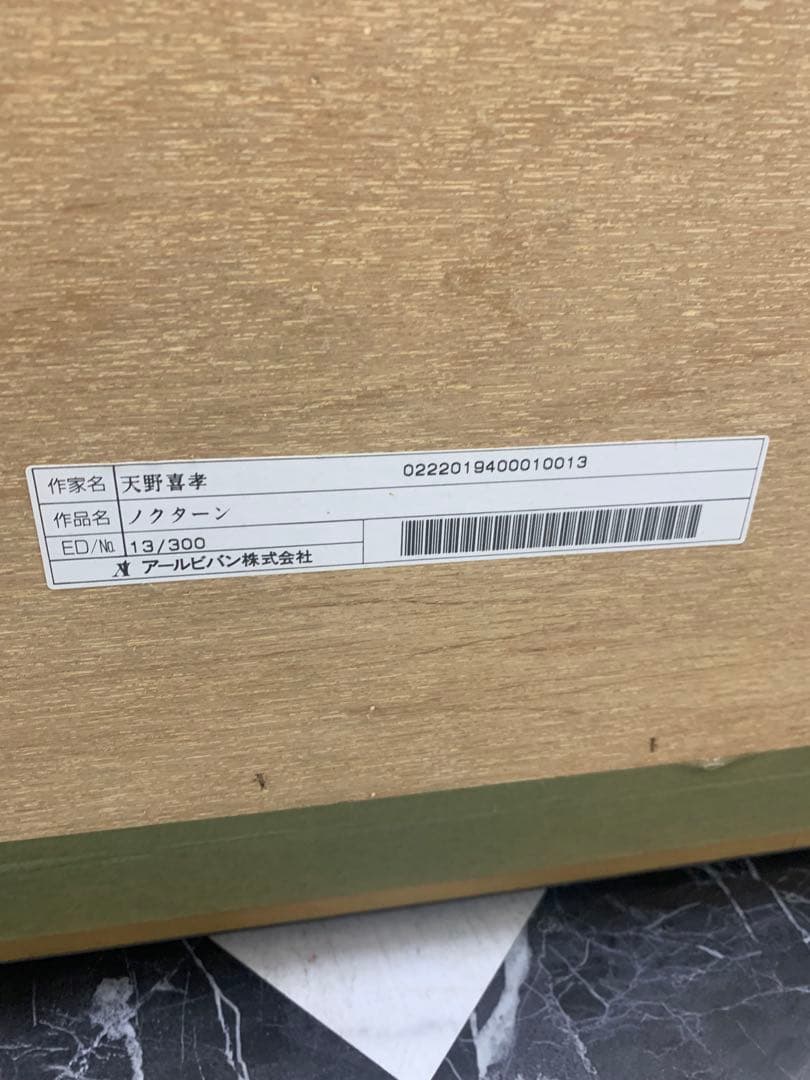 作家名 天野喜孝 0222019400010013
作品名 ノクターン
ED/№ 13/300
アールビバン株式会社